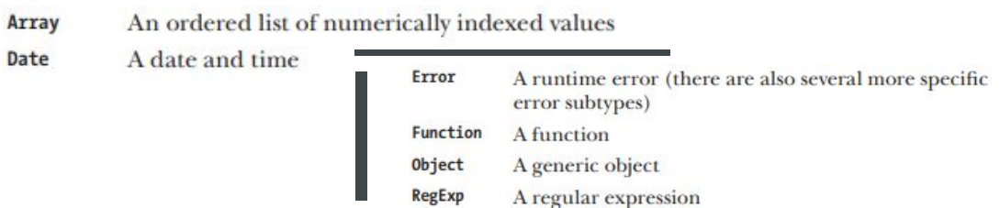 Array An ordered list of numerically indexed values
Date A date and time
Error A runtime error (there are also several more specific
error subtypes)
Function A function
Object A generic object
RegExp A regular expression